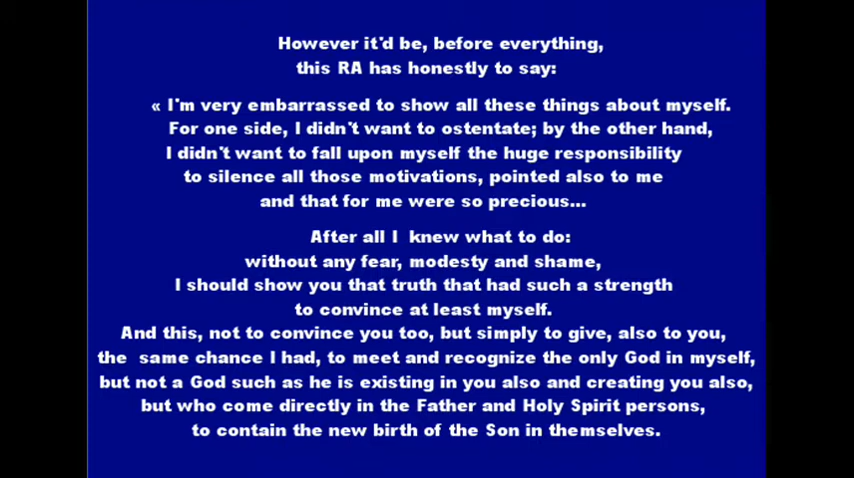 However it'd be, before everything,
this RA has honestly to say:
« I'm very embarrassed to show all these things about myself.
For one side, I didn't want to ostentate; by the other hand,
I didn't want to fall upon myself the huge responsibility
to silence all those motivations, pointed also to me
and that for me were so precious...
After all I knew what to do:
without any fear, modesty and shame,
I should show you that truth that had such a strength
to convince at least myself.
And this, not to convince you too, but simply to give, also to you,
the same chance I had, to meet and recognize the only God in myself,
but not a God such as he is existing in you also and creating you also,
but who come directly in the Father and Holy Spirit persons,
to contain the new birth of the Son in themselves.